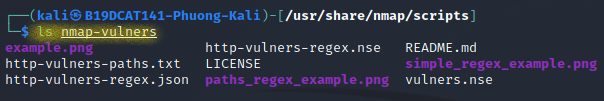 ┌──(kali㉿B19DCAT141-Phuong-Kali)-[/usr/share/nmap/scripts]
└─$ ls nmap-vulners
example.png http-vulners-regex.nse README.md
http-vulners-paths.txt LICENSE simple_regex_example.png
http-vulners-regex.json paths_regex_example.png vulners.nse